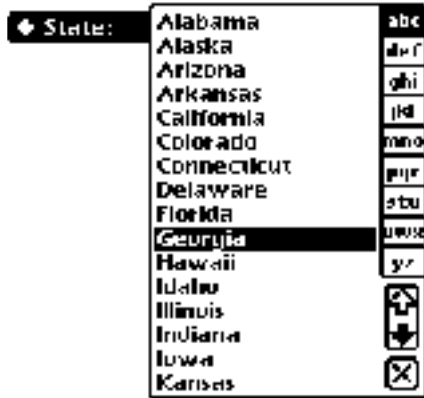 State:
Alabama
Alaska
Arizona
Arkansas
California
Colorado
Connecticut
Delaware
Florida
Georgia
Hawaii
Idaho
Illinois
Indiana
Iowa
Kansas
abc
def
ghi
jkl
mno
pqr
stu
vwx
yz